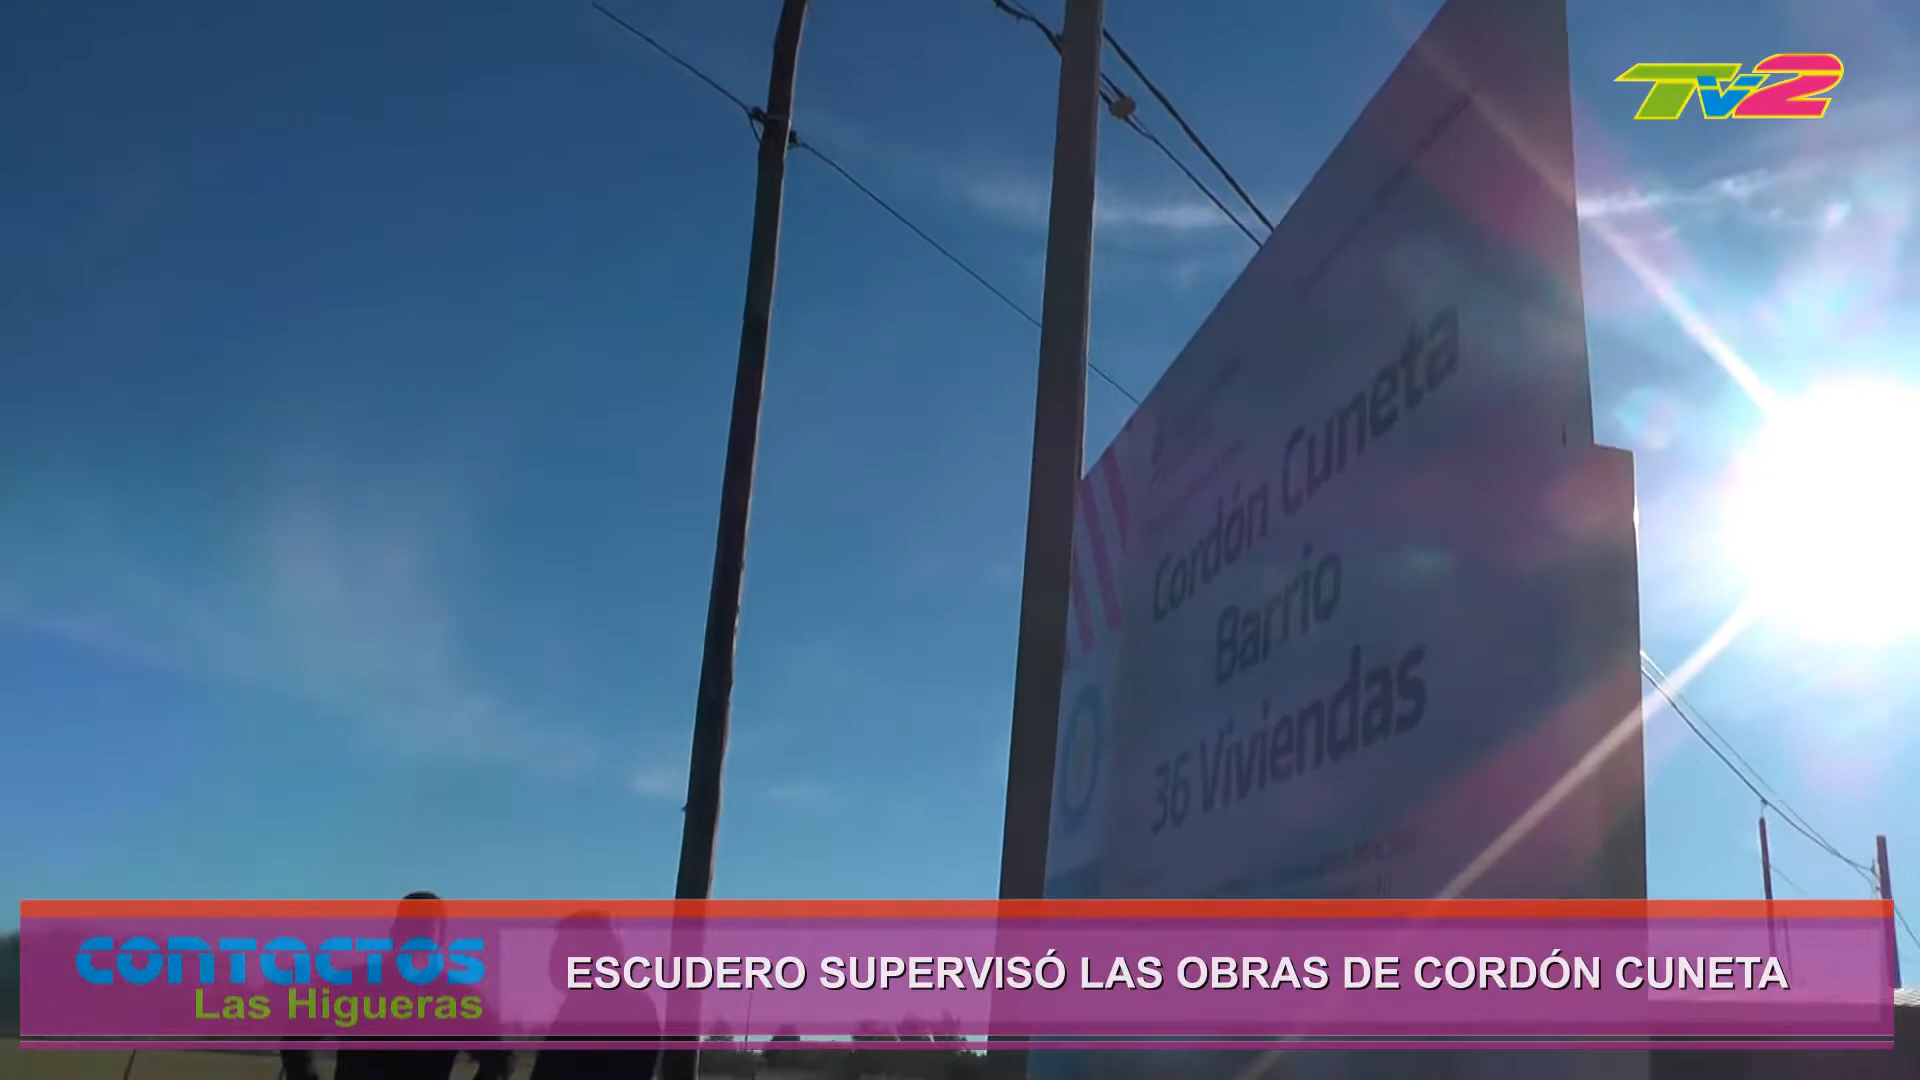 Tv2
Cordón Cuneta
Barrio
36 Viviendas
CONTACTOS
Las Higueras
ESCUDERO SUPERVISÓ LAS OBRAS DE CORDÓN CUNETA